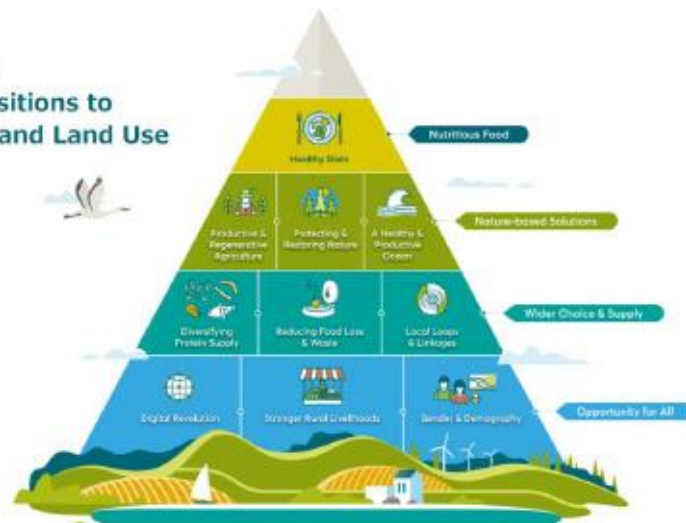 sitions to
and Land Use
Healthy Diets
Nutritious Food
Productive &
Regenerative
Agriculture
Protecting &
Restoring Nature
A Healthy &
Productive
Ocean
Nature-based Solutions
Diversifying
Protein Supply
Reducing Food Loss
& Waste
Local Loops
& Linkages
Wider Choice & Supply
Digital Revolution
Stronger Rural Livelihoods
Gender & Demography
Opportunity for All